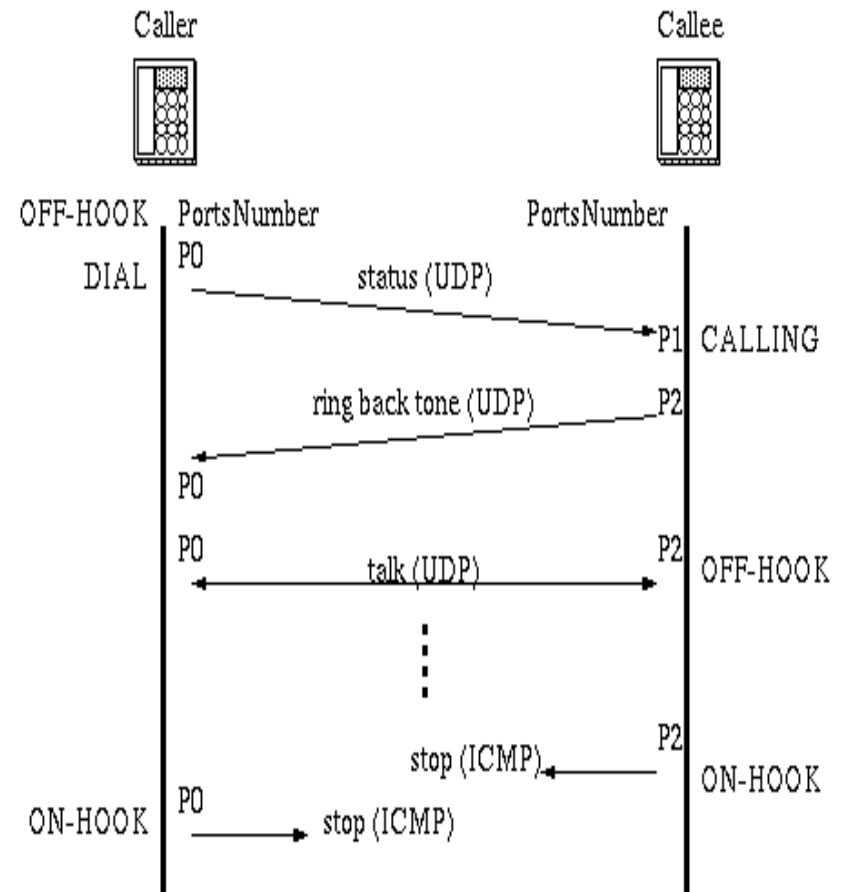 Caller
Callee
OFF-HOOK
PortsNumber
PortsNumber
P0
DIAL
status (UDP)
P1
CALLING
ring back tone (UDP)
P2
P0
P0
talk (UDP)
P2
OFF-HOOK
P2
stop (ICMP)
ON-HOOK
P0
ON-HOOK
stop (ICMP)